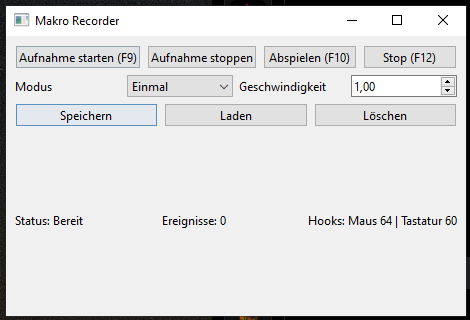 Makro Recorder
Aufnahme starten (F9) Aufnahme stoppen Abspielen (F10) Stop (F12)
Modus Einmal Geschwindigkeit 1,00
Speichern Laden Löschen
Status: Bereit Ereignisse: 0 Hooks: Maus 64 | Tastatur 60